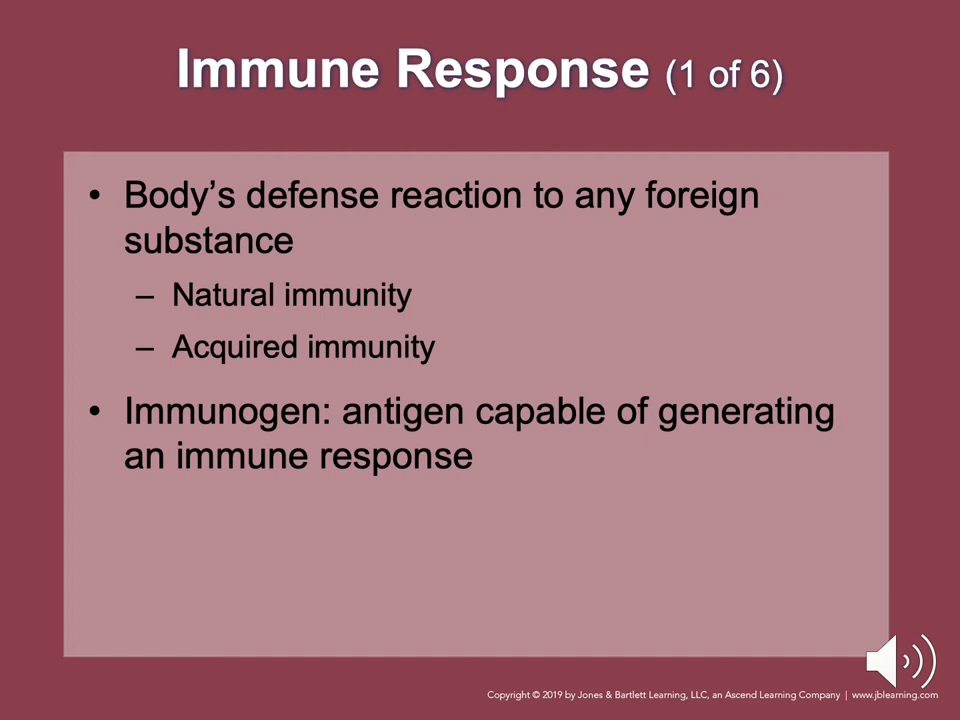 Immune Response (1 of 6)
• Body’s defense reaction to any foreign
substance
– Natural immunity
– Acquired immunity
• Immunogen: antigen capable of generating
an immune response
Copyright © 2019 by Jones & Bartlett Learning, LLC, an Ascend Learning Company | www.jblearning.com